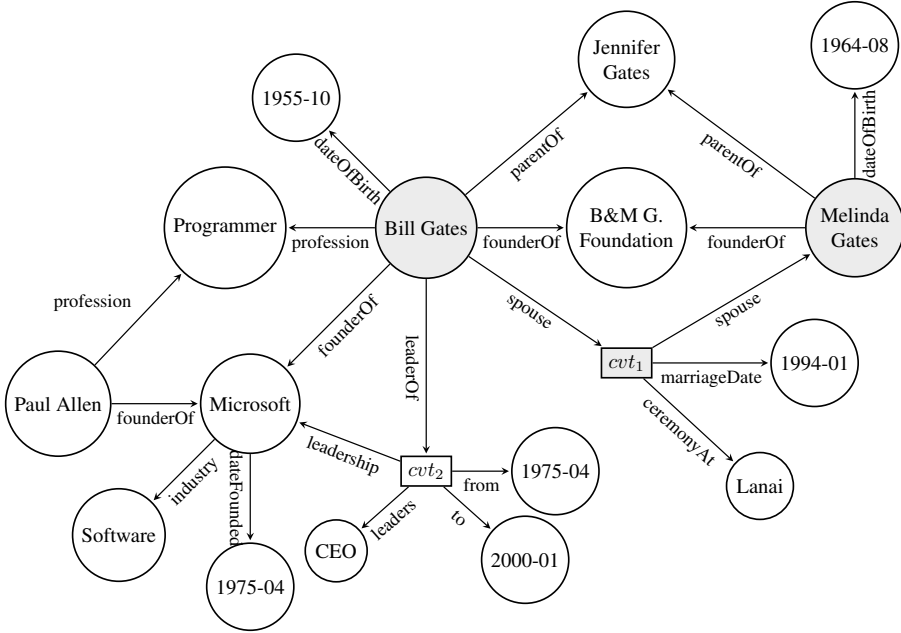 Jennifer
Gates
1964-08
1955-10
dateOfBirth
parentOf
parentOf
dateOfBirth
Programmer
profession
Bill Gates
founderOf
B&M G.
Foundation
founderOf
Melinda
Gates
profession
founderOf
leaderOf
spouse
spouse
cvt1
marriageDate
1994-01
Paul Allen
founderOf
Microsoft
leadership
ceremonyAt
industry
dateFounded
cvt2
from
1975-04
Lanai
Software
leaders
to
CEO
2000-01
1975-04